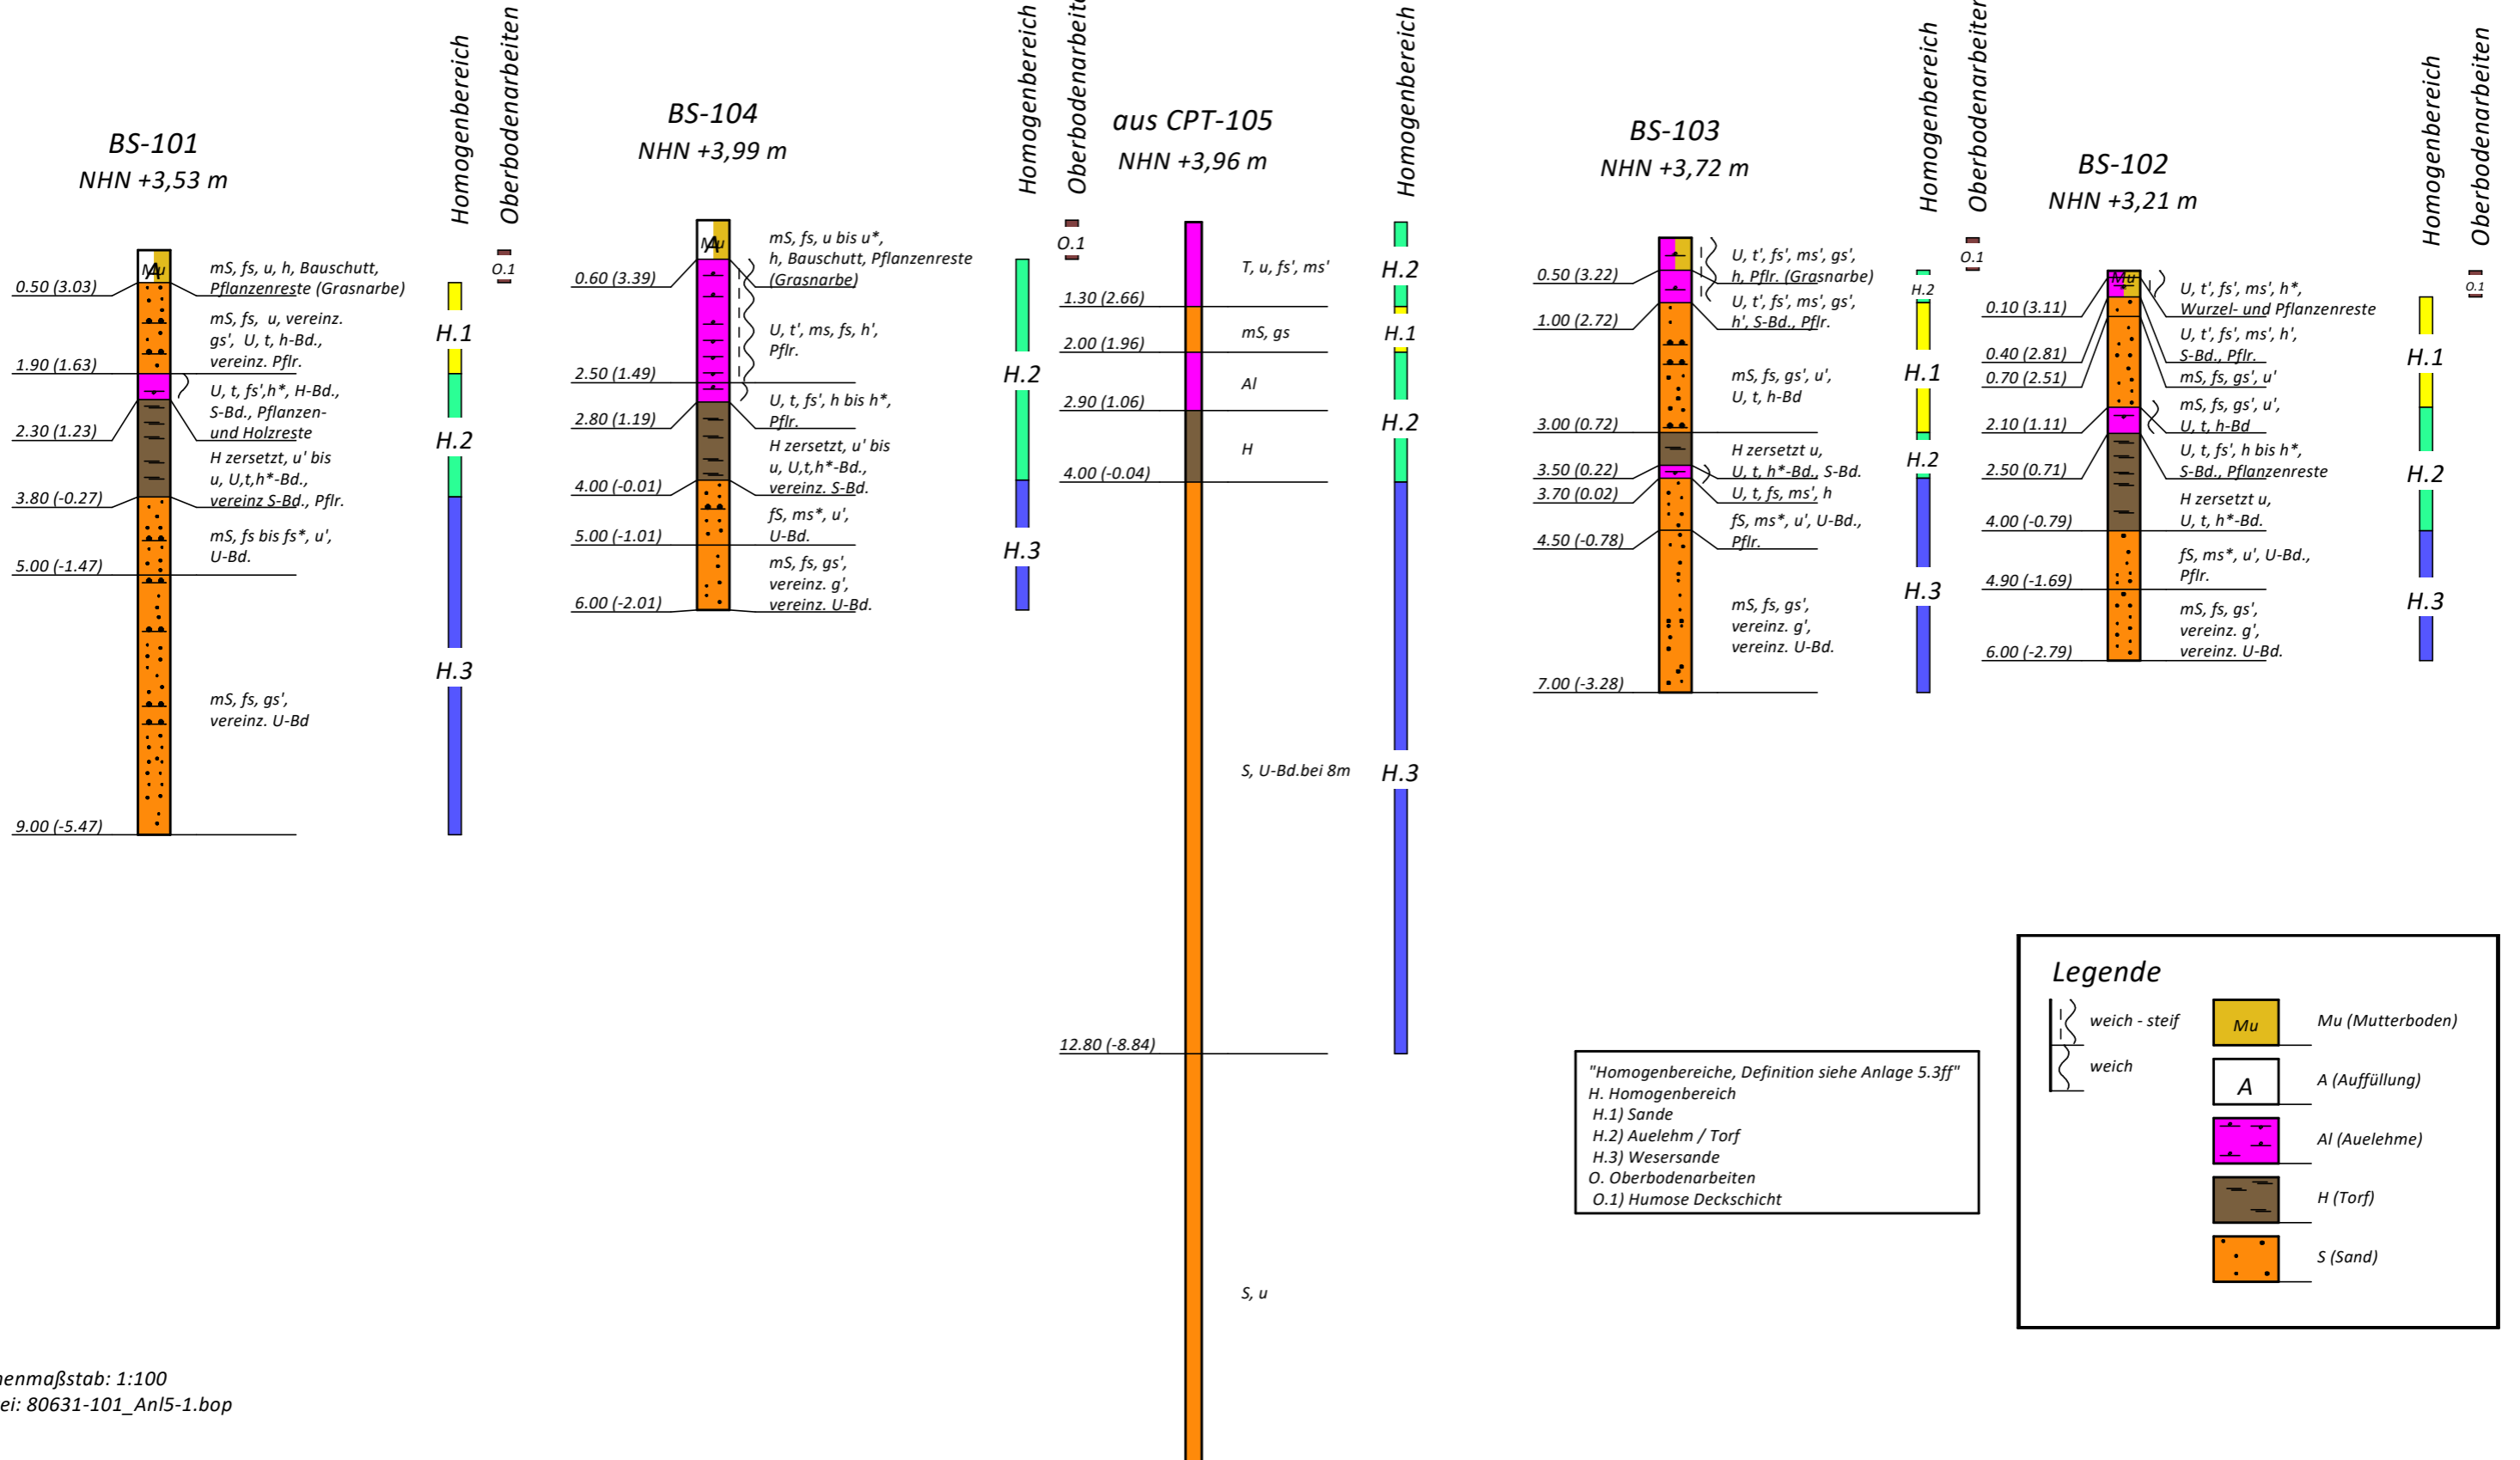 BS-101
NHN +3,53 m
Homogenbereich
Oberbodenarbeiten
A
Mu
0.50 (3.03)
mS, fs, u, h, Bauschutt,
Pflanzenreste (Grasnarbe)
1.90 (1.63)
mS, fs, u, vereinz.
gs', U, t, h-Bd.,
vereinz. Pflr.
2.30 (1.23)
U, t, fs',h*, H-Bd.,
S-Bd., Pflanzen-
und Holzreste
3.80 (-0.27)
H zersetzt, u' bis
u, U,t,h*-Bd.,
vereinz S-Bd., Pflr.
5.00 (-1.47)
mS, fs bis fs*, u',
U-Bd.
9.00 (-5.47)
mS, fs, gs',
vereinz. U-Bd
H.1
H.2
H.3
O.1
BS-104
NHN +3,99 m
Homogenbereich
A
Mu
0.60 (3.39)
mS, fs, u bis u*,
h, Bauschutt, Pflanzenreste
(Grasnarbe)
2.50 (1.49)
U, t', ms, fs, h',
Pflr.
2.80 (1.19)
U, t, fs', h bis h*,
Pflr.
4.00 (-0.01)
H zersetzt, u' bis
u, U,t,h*-Bd.,
vereinz. S-Bd.
5.00 (-1.01)
fS, ms*, u',
U-Bd.
6.00 (-2.01)
mS, fs, gs',
vereinz. g',
vereinz. U-Bd.
H.2
H.3
O.1
Oberbodenarbeite
aus CPT-105
NHN +3,96 m
Homogenbereich
1.30 (2.66)
T, u, fs', ms'
2.00 (1.96)
mS, gs
2.90 (1.06)
Al
4.00 (-0.04)
H
12.80 (-8.84)
S, U-Bd.bei 8m
S, u
H.2
H.1
H.2
H.3
BS-103
NHN +3,72 m
Homogenbereich
Oberbodenarbeiten
0.50 (3.22)
U, t', fs', ms', gs',
h, Pflr. (Grasnarbe)
1.00 (2.72)
U, t', fs', ms', gs',
h', S-Bd., Pflr.
3.00 (0.72)
mS, fs, gs', u',
U, t, h-Bd
3.50 (0.22)
H zersetzt u,
U, t, h*-Bd., S-Bd.
3.70 (0.02)
U, t, fs, ms', h
4.50 (-0.78)
fS, ms*, u', U-Bd.,
Pflr.
7.00 (-3.28)
mS, fs, gs',
vereinz. g',
vereinz. U-Bd.
H.2
H.1
H.2
H.3
O.1
BS-102
NHN +3,21 m
Homogenbereich
Oberbodenarbeiten
Mu
0.10 (3.11)
U, t', fs', ms', h*,
Wurzel- und Pflanzenreste
0.40 (2.81)
U, t', fs', ms', h',
S-Bd., Pflr.
0.70 (2.51)
mS, fs, gs', u'
2.10 (1.11)
mS, fs, gs', u',
U, t, h-Bd
2.50 (0.71)
U, t, fs', h bis h*,
S-Bd., Pflanzenreste
4.00 (-0.79)
H zersetzt u,
U, t, h*-Bd.
4.90 (-1.69)
fS, ms*, u', U-Bd.,
Pflr.
6.00 (-2.79)
mS, fs, gs',
vereinz. g',
vereinz. U-Bd.
H.1
H.2
H.3
O.1
"Homogenbereiche, Definition siehe Anlage 5.3ff"
H. Homogenbereich
H.1) Sande
H.2) Auelehm / Torf
H.3) Wesersande
O. Oberbodenarbeiten
O.1) Humose Deckschicht
Legende
weich - steif
weich
Mu
Mu (Mutterboden)
A
A (Auffüllung)
Al (Auelehme)
H (Torf)
S (Sand)
henmaßstab: 1:100
ei: 80631-101_Anl5-1.bop